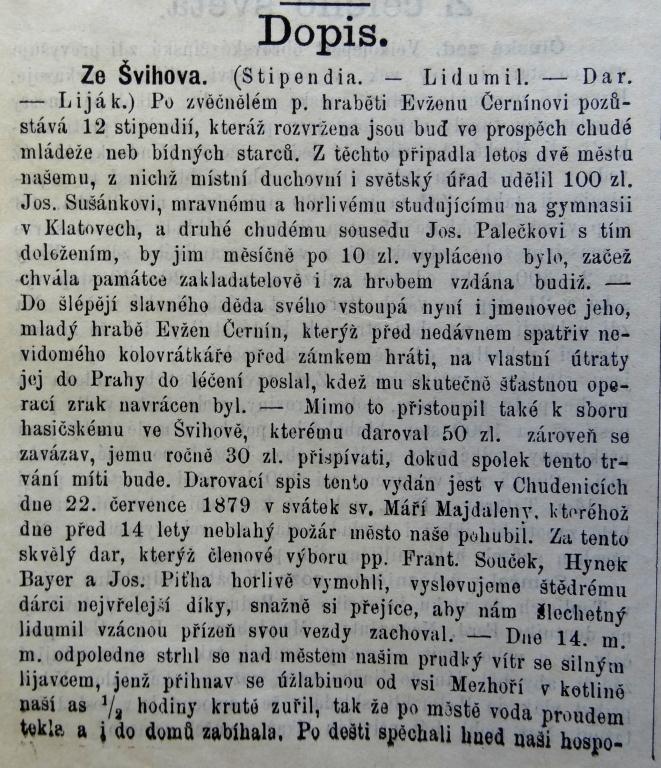 Dopis.
Ze Švihova. (Stipendia. — Lidumil. — Dar.
— Liják.) Po zvěčnělém p. hraběti Evženu Černínovi pozů-
stává 12 stipendií, kteráž rozvržena jsou buď ve prospěch chudé
mládeže neb bídných starců. Z těchto připadla letos dvě městu
našemu, z nichž místní duchovní i světský úřad udělil 100 zl.
Jos. Sušánkovi, mravnému a horlivému studujícímu na gymnasii
v Klatovech, a druhé chudému sousedu Jos. Palečkovi s tím
doložením, by jim měsíčně po 10 zl. vypláceno bylo, začež
chvála památce zakladatelově i za hrobem vzdána budiž. —
Do šlépějí slavného děda svého vstoupá nyní i jmenovec jeho,
mladý hrabě Evžen Černín, kterýž před nedávnem spatřiv ne-
vidomého kolovrátkáře před zámkem hráti, na vlastní útraty
jej do Prahy do léčení poslal, kdež mu skutečně šťastnou ope-
rací zrak navrácen byl. — Mimo to přistoupil také k sboru
hasičskému ve Švihově, kterému daroval 50 zl. zároveň se
zavázav, jemu ročně 30 zl. přispívati, dokud spolek tento tr-
vání míti bude. Darovací spis tento vydán jest v Chudenicích
dne 22. července 1879 v svátek sv. Máří Majdaleny, kteréhož
dne před 14 lety neblahý požár město naše pohubil. Za tento
skvělý dar, kterýž členové výboru pp. Frant. Souček, Hynek
Bayer a Jos. Piťha horlivě vymohli, vyslovujeme štědrému
dárci nejvřelejší díky, snažně si přejíce, aby nám šlechetný
lidumil vzácnou přízeň svou vezdy zachoval. — Dne 14. m.
m. odpoledne strhl se nad městem našim prudký vítr se silným
lijavcem, jenž přihnav se úžlabinou od vsi Mezhoří v kotlině
naší as 1/2 hodiny krutě zuřil, tak že po městě voda proudem
tekla a i do domů zabíhala. Po dešti spěchali hned naši hospo-